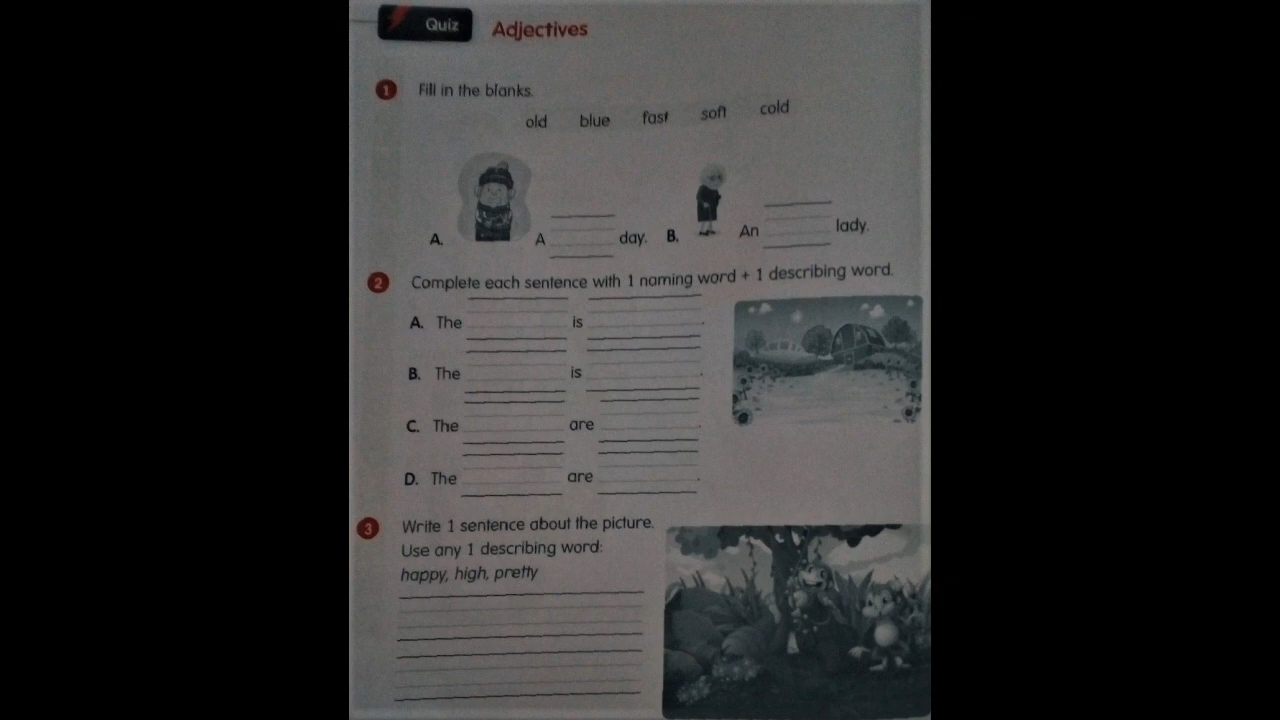 Quiz Adjectives
1 Fill in the blanks.
old blue fast soft cold
A. A day. B. An lady.
2 Complete each sentence with 1 naming word + 1 describing word.
A. The is .
B. The is .
C. The are .
D. The are .
3 Write 1 sentence about the picture.
Use any 1 describing word:
happy, high, pretty